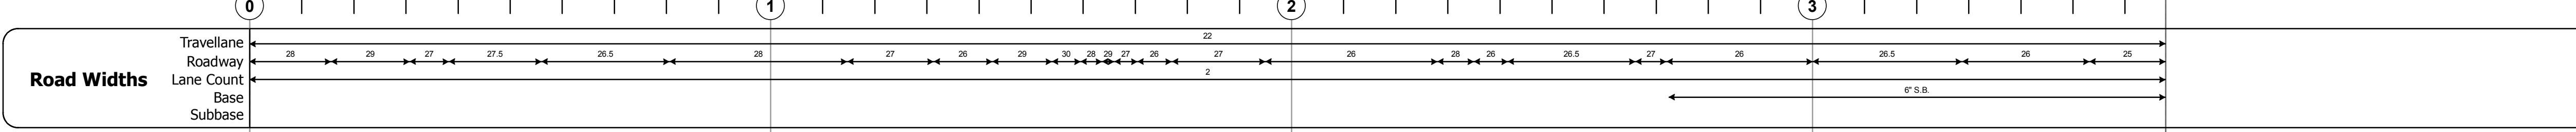 0 1 2 3
Travellane 22
Roadway 28 29 27 27.5 26.5 28 27 26 29 30 28 29 27 26 27 26 28 26 26.5 27 26 26.5 26 25
Road Widths
Lane Count 2
Base 6" S.B.
Subbase